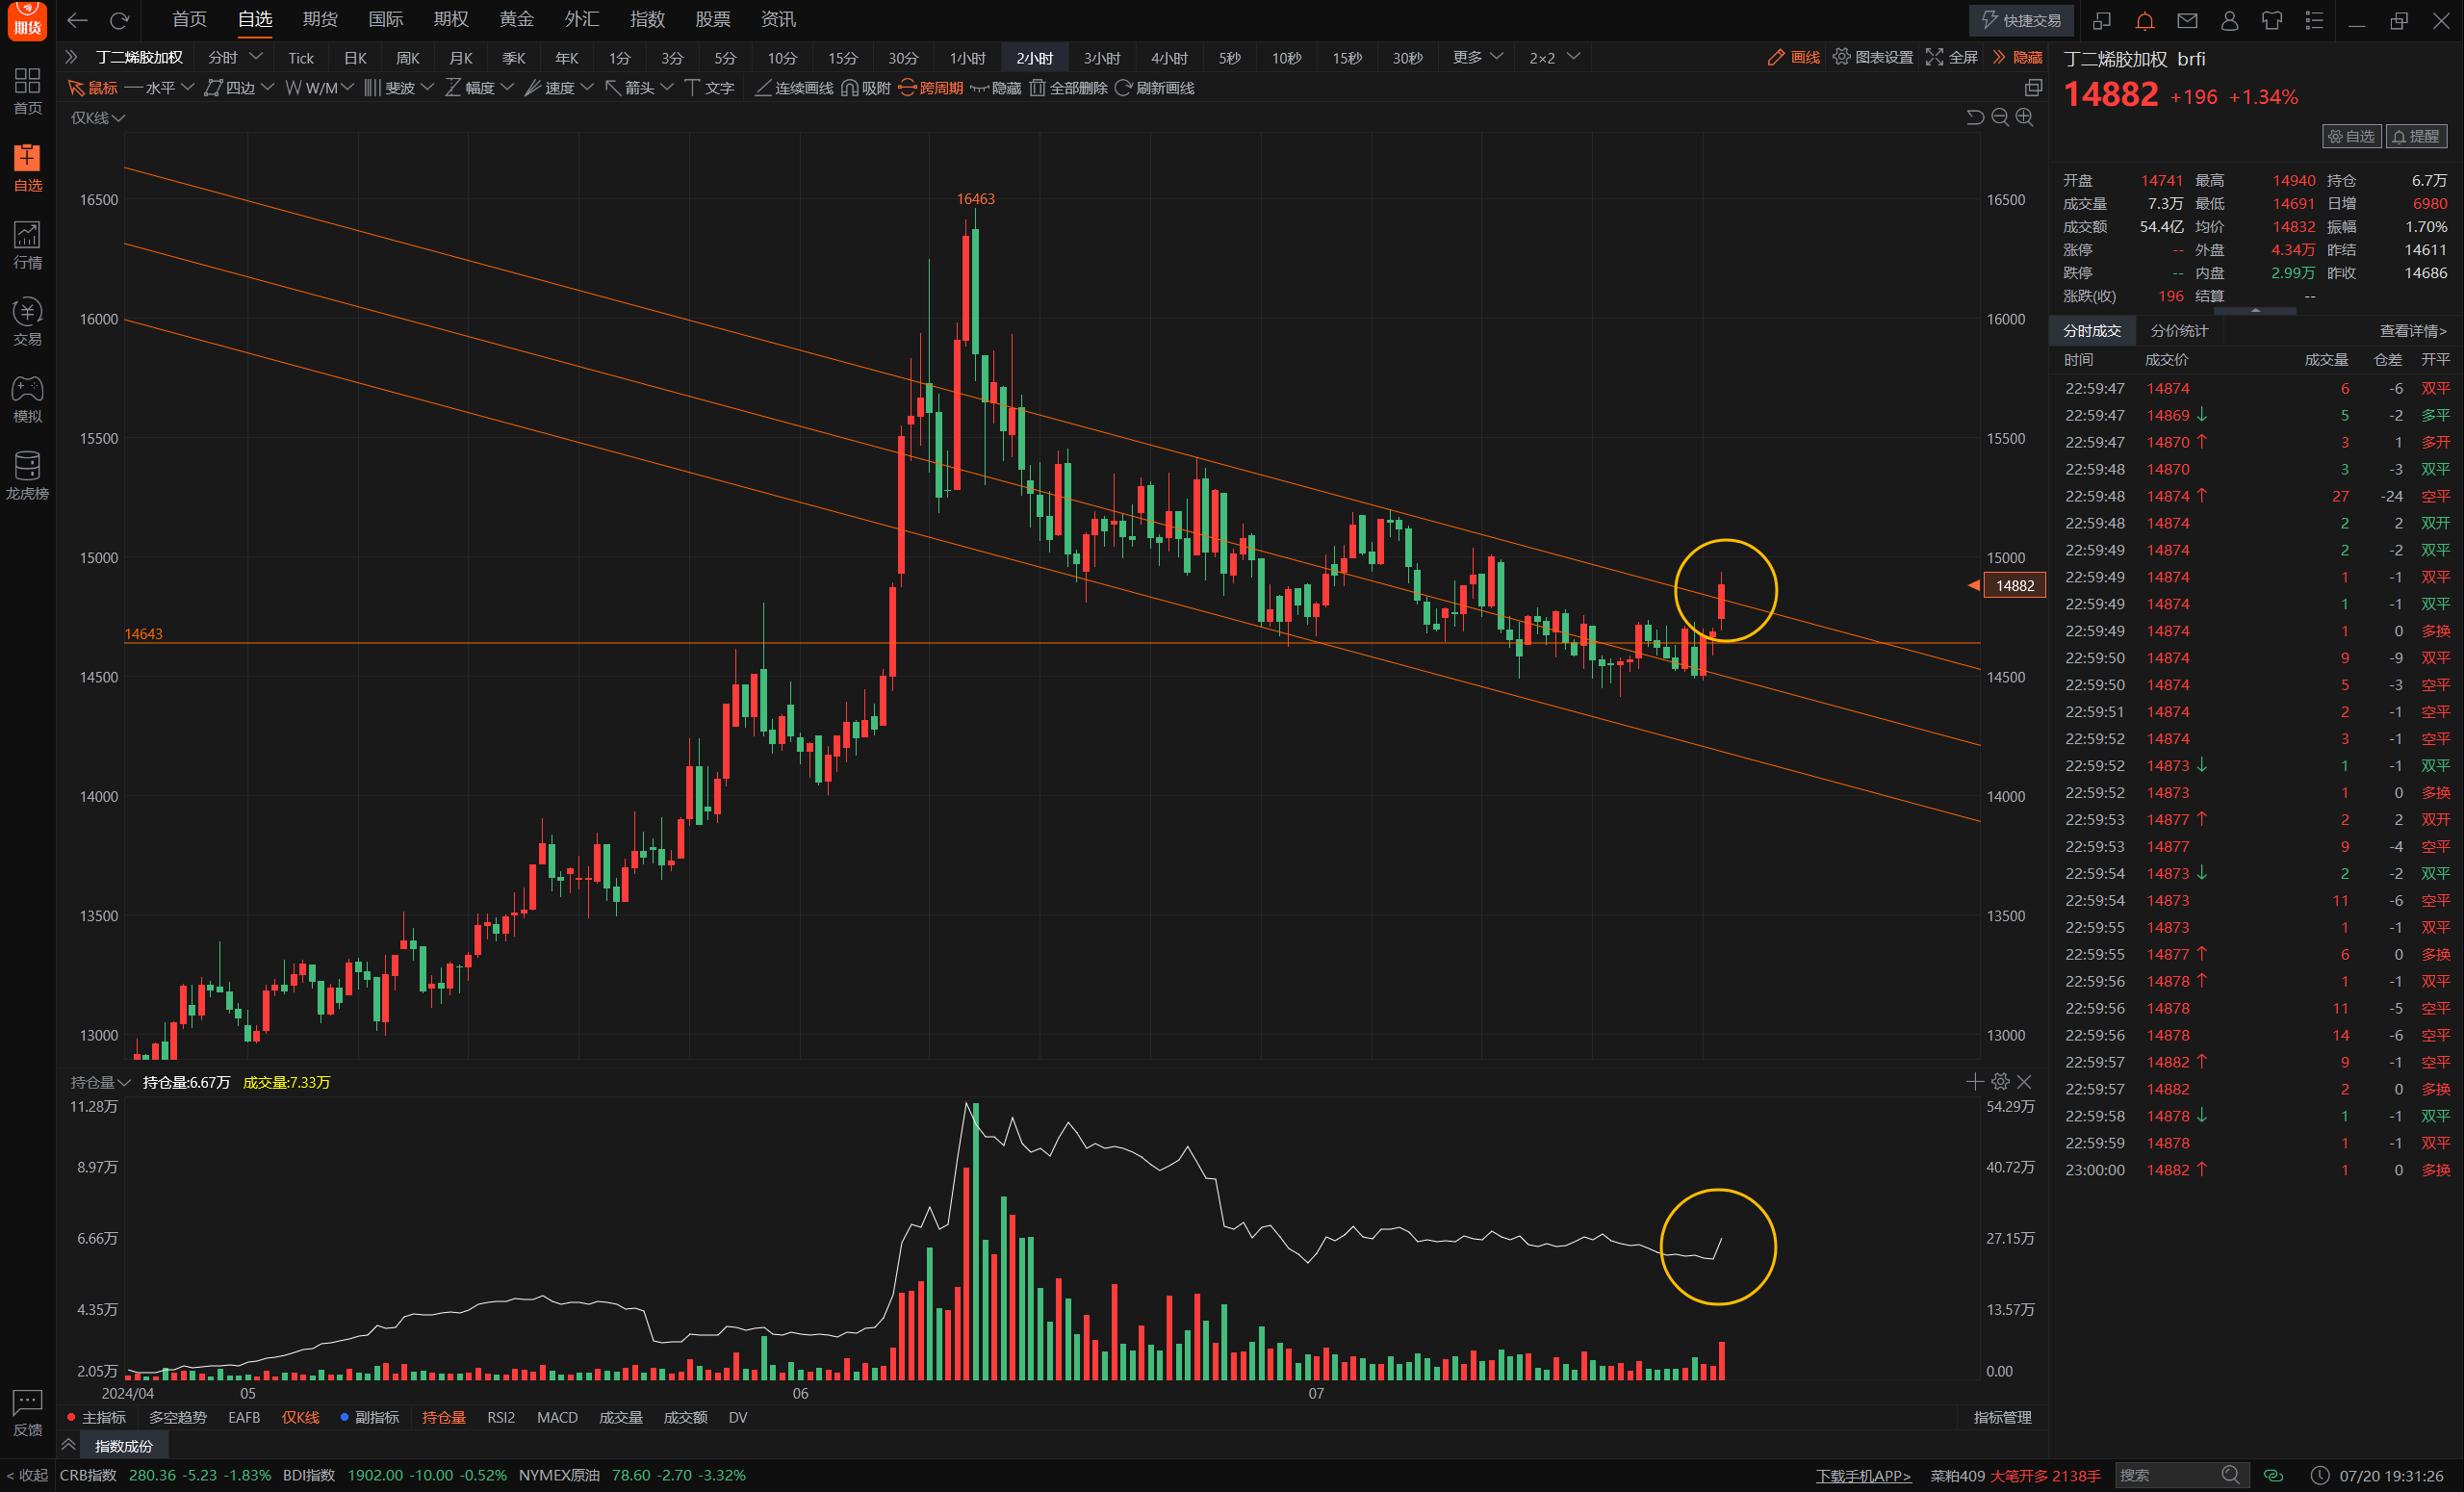 期货 首页 自选 期货 国际 期权 黄金 外汇 指数 股票 资讯 快捷交易
丁二烯胶加权 分时 Tick 日K 周K 月K 季K 年K 1分 3分 5分 10分 15分 30分 1小时 2小时 3小时 4小时 5秒 10秒 15秒 30秒 更多 2×2 画线 图表设置 全屏 隐藏
鼠标 水平 四边 W/M 斐波 幅度 速度 箭头 文字 连续画线 吸附 跨周期 隐藏 全部删除 刷新画线
首页
自选
行情
交易
模拟
龙虎榜
反馈
仅K线
16463
16500 16500
16000 16000
15500 15500
15000 15000
14882
14643
14500 14500
14000 14000
13500 13500
13000 13000
持仓量 持仓量:6.67万 成交量:7.33万
11.28万 54.29万
8.97万 40.72万
6.66万 27.15万
4.35万 13.57万
2.05万 0.00
2024/04 05 06 07
主指标 多空趋势 EAFB 仅K线 副指标 持仓量 RSI2 MACD 成交量 成交额 DV 指标管理
指数成份
丁二烯胶加权 brfi
14882 +196 +1.34%
自选 提醒
开盘 14741 最高 14940 持仓 6.7万
成交量 7.3万 最低 14691 日增 6980
成交额 54.4亿 均价 14832 振幅 1.70%
涨停 -- 外盘 4.34万 昨结 14611
跌停 -- 内盘 2.99万 昨收 14686
涨跌(收) 196 结算 --
分时成交 分价统计 查看详情>
时间 成交价 成交量 仓差 开平
22:59:47 14874 6 -6 双平
22:59:47 14869↓ 5 -2 多平
22:59:47 14870↑ 3 1 多开
22:59:48 14870 3 -3 双平
22:59:48 14874↑ 27 -24 空平
22:59:48 14874 2 2 双开
22:59:49 14874 2 -2 双平
22:59:49 14874 1 -1 双平
22:59:49 14874 1 -1 双平
22:59:49 14874 1 0 多换
22:59:50 14874 9 -9 双平
22:59:50 14874 5 -3 空平
22:59:51 14874 2 -1 空平
22:59:52 14874 3 -1 空平
22:59:52 14873↓ 1 -1 双平
22:59:52 14873 1 0 多换
22:59:53 14877↑ 2 2 双开
22:59:53 14877 9 -4 空平
22:59:54 14873↓ 2 -2 双平
22:59:54 14873 11 -6 空平
22:59:55 14873 1 -1 双平
22:59:55 14877↑ 6 0 多换
22:59:56 14878↑ 1 -1 双平
22:59:56 14878 11 -5 空平
22:59:56 14878 14 -6 空平
22:59:57 14882↑ 9 -1 空平
22:59:57 14882 2 0 多换
22:59:58 14878↓ 1 -1 双平
22:59:59 14878 1 -1 双平
23:00:00 14882↑ 1 0 多换
< 收起 CRB指数 280.36 -5.23 -1.83% BDI指数 1902.00 -10.00 -0.52% NYMEX原油 78.60 -2.70 -3.32% 下载手机APP> 菜粕409 大笔开多 2138手 搜索 07/20 19:31:26